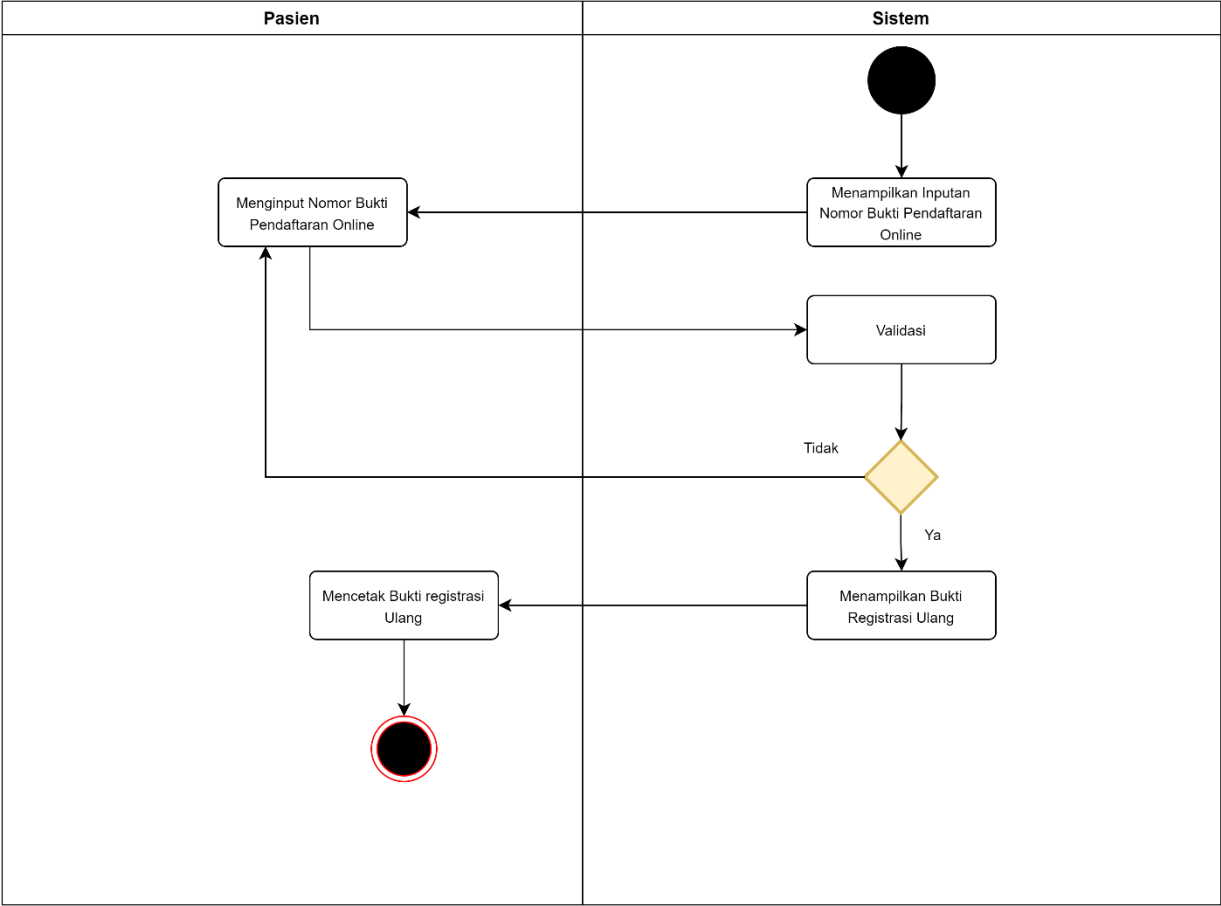 Pasien
Sistem
Menampilkan Inputan
Nomor Bukti Pendaftaran
Online
Menginput Nomor Bukti
Pendaftaran Online
Validasi
Tidak
Ya
Menampilkan Bukti
Registrasi Ulang
Mencetak Bukti registrasi
Ulang